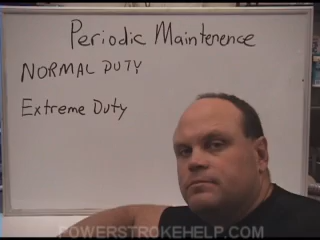 Periodic Maintenence
NORMAL DUTY
Extreme Duty
POWERSTROKEHELP.COM